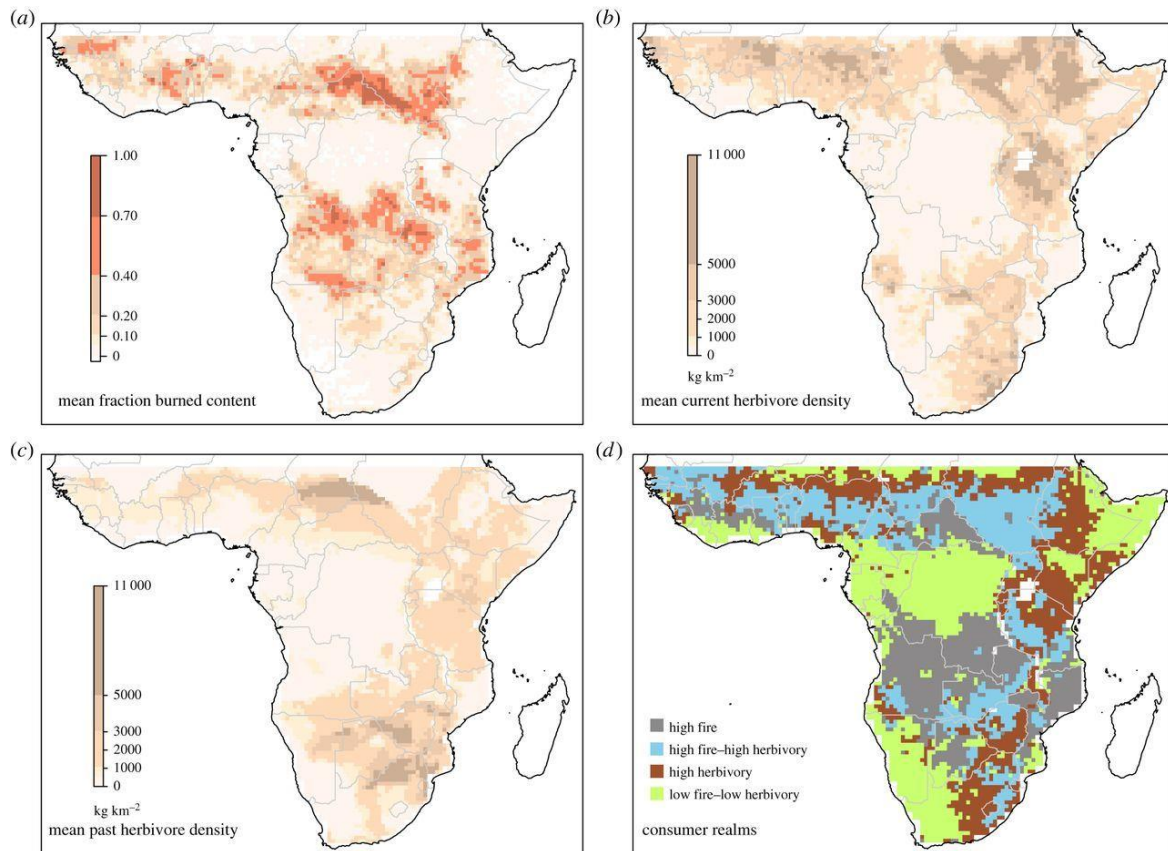 (a)
1.00
0.70
0.40
0.20
0.10
0
mean fraction burned content
(b)
11 000
5000
3000
2000
1000
0
kg km−2
mean current herbivore density
(c)
11 000
5000
3000
2000
1000
0
kg km−2
mean past herbivore density
(d)
high fire
high fire–high herbivory
high herbivory
low fire–low herbivory
consumer realms